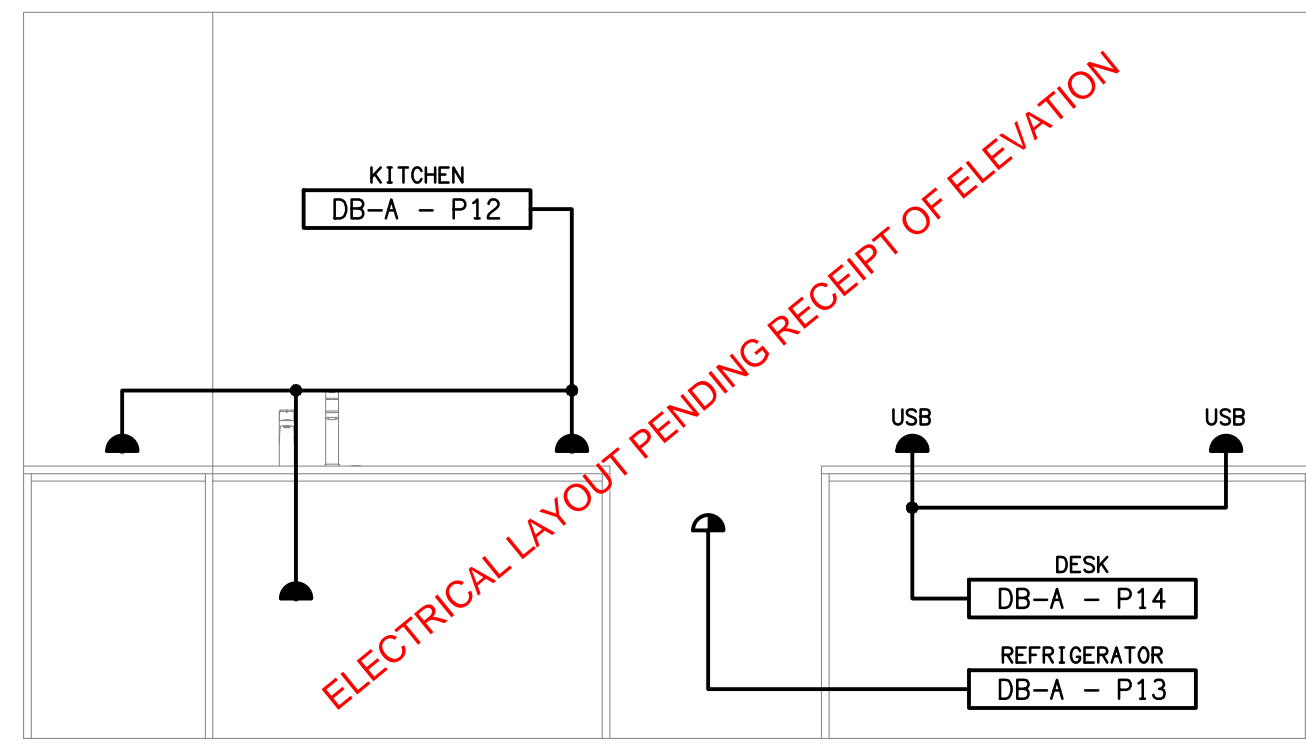 KITCHEN
DB-A - P12
ELECTRICAL LAYOUT PENDING RECEIPT OF ELEVATION
USB
USB
DESK
DB-A - P14
REFRIGERATOR
DB-A - P13